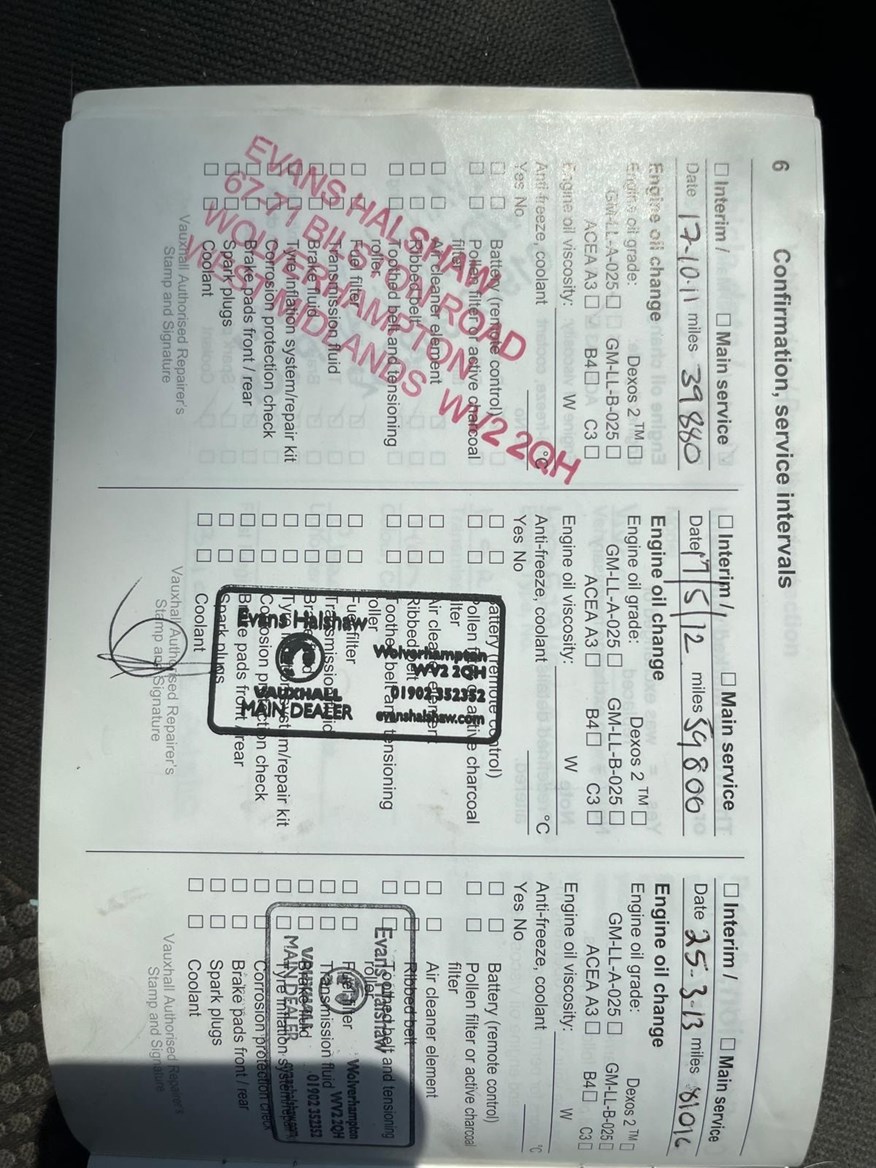 6 Confirmation, service intervals
☐ Interim / ☐ Main service
Date 17-10-11 miles 39880
Engine oil change
Engine oil grade: Dexos 2 ™ ☐
GM-LL-A-025 ☐ GM-LL-B-025 ☐
ACEA A3 ☐ B4 ☐ C3 ☐
Engine oil viscosity: W
Anti-freeze, coolant °C
Yes No
☐ ☐ Battery (remote control)
☐ ☐ Pollen filter or active charcoal
filter
☐ ☐ Air cleaner element
☐ ☐ Ribbed belt
☐ ☐ Toothed belt and tensioning
roller
☐ ☐ Fuel filter
☐ ☐ Transmission fluid
☐ ☐ Brake fluid
☐ ☐ Tyre inflation system/repair kit
☐ ☐ Corrosion protection check
☐ ☐ Brake pads front / rear
☐ ☐ Spark plugs
☐ ☐ Coolant
Vauxhall Authorised Repairer's
Stamp and Signature
EVANS HALSHAW
67-71 BILSTON ROAD
WOLVERHAMPTON
WEST MIDLANDS WV2 2QH
☐ Interim / ☐ Main service
Date 17/5/12 miles 59800
Engine oil change
Engine oil grade: Dexos 2 ™ ☐
GM-LL-A-025 ☐ GM-LL-B-025 ☐
ACEA A3 ☐ B4 ☐ C3 ☐
Engine oil viscosity: W
Anti-freeze, coolant °C
Yes No
☐ ☐ Battery (remote control)
☐ ☐ Pollen filter or active charcoal
filter
☐ ☐ Air cleaner element
☐ ☐ Ribbed belt
☐ ☐ Toothed belt and tensioning
roller
☐ ☐ Fuel filter
☐ ☐ Transmission fluid
☐ ☐ Brake fluid
☐ ☐ Tyre inflation system/repair kit
☐ ☐ Corrosion protection check
☐ ☐ Brake pads front / rear
☐ ☐ Spark plugs
☐ ☐ Coolant
Vauxhall Authorised Repairer's
Stamp and Signature
Evans Halshaw
VAUXHALL
MAIN DEALER
Wolverhampton
WV2 2QH
01902 352352
evanshalshaw.com
☐ Interim / ☐ Main service
Date 25-3-13 miles 81016
Engine oil change
Engine oil grade: Dexos 2 ™ ☐
GM-LL-A-025 ☐ GM-LL-B-025 ☐
ACEA A3 ☐ B4 ☐ C3 ☐
Engine oil viscosity: W
Anti-freeze, coolant °C
Yes No
☐ ☐ Battery (remote control)
☐ ☐ Pollen filter or active charcoal
filter
☐ ☐ Air cleaner element
☐ ☐ Ribbed belt
☐ ☐ Toothed belt and tensioning
roller
☐ ☐ Fuel filter
☐ ☐ Transmission fluid
☐ ☐ Brake fluid
☐ ☐ Tyre inflation system/repair
☐ ☐ Corrosion protection check
☐ ☐ Brake pads front / rear
☐ ☐ Spark plugs
☐ ☐ Coolant
Vauxhall Authorised Repairer's
Stamp and Signature
Evans Halshaw
VAUXHALL
MAIN DEALER
Wolverhampton
WV2 2QH
01902 352352